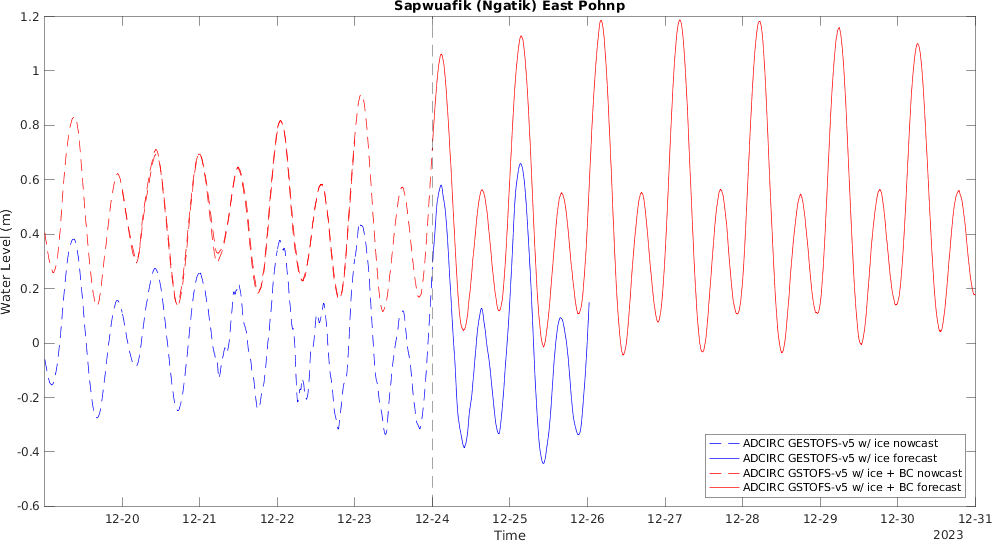 Sapwuafik (Ngatik) East Pohnp
1.2
1
0.8
0.6
0.4
0.2
0
-0.2
-0.4
-0.6
Water Level (m)
ADCIRC GESTOFS-v5 w/ ice nowcast
ADCIRC GESTOFS-v5 w/ ice forecast
ADCIRC GSTOFS-v5 w/ ice + BC nowcast
ADCIRC GSTOFS-v5 w/ ice + BC forecast
12-20 12-21 12-22 12-23 12-24 12-25 12-26 12-27 12-28 12-29 12-30 12-31
Time
2023